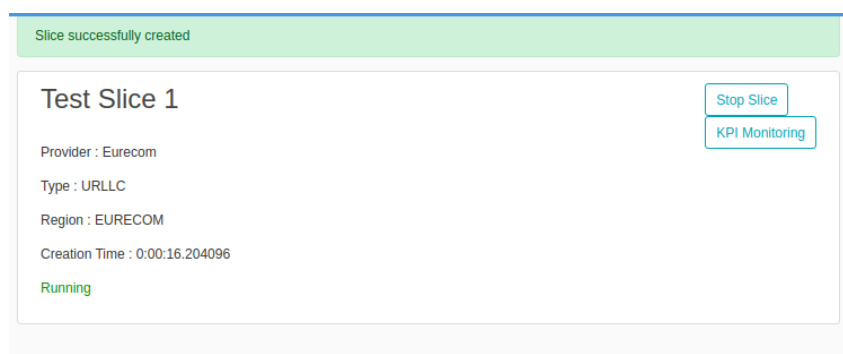 Slice successfully created
Test Slice 1
Stop Slice
KPI Monitoring
Provider : Eurecom
Type : URLLC
Region : EURECOM
Creation Time : 0:00:16.204096
Running